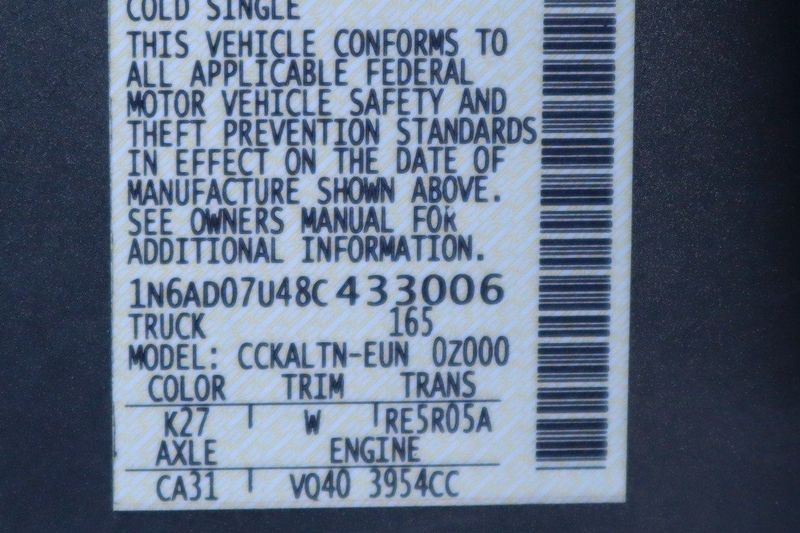 COLD SINGLE
THIS VEHICLE CONFORMS TO
ALL APPLICABLE FEDERAL
MOTOR VEHICLE SAFETY AND
THEFT PREVENTION STANDARDS
IN EFFECT ON THE DATE OF
MANUFACTURE SHOWN ABOVE.
SEE OWNERS MANUAL FOR
ADDITIONAL INFORMATION.
1N6AD07U48C433006
TRUCK 165
MODEL: CCKALTN-EUN 0Z000
COLOR TRIM TRANS
K27 W RE5R05A
AXLE ENGINE
CA31 VQ40 3954CC